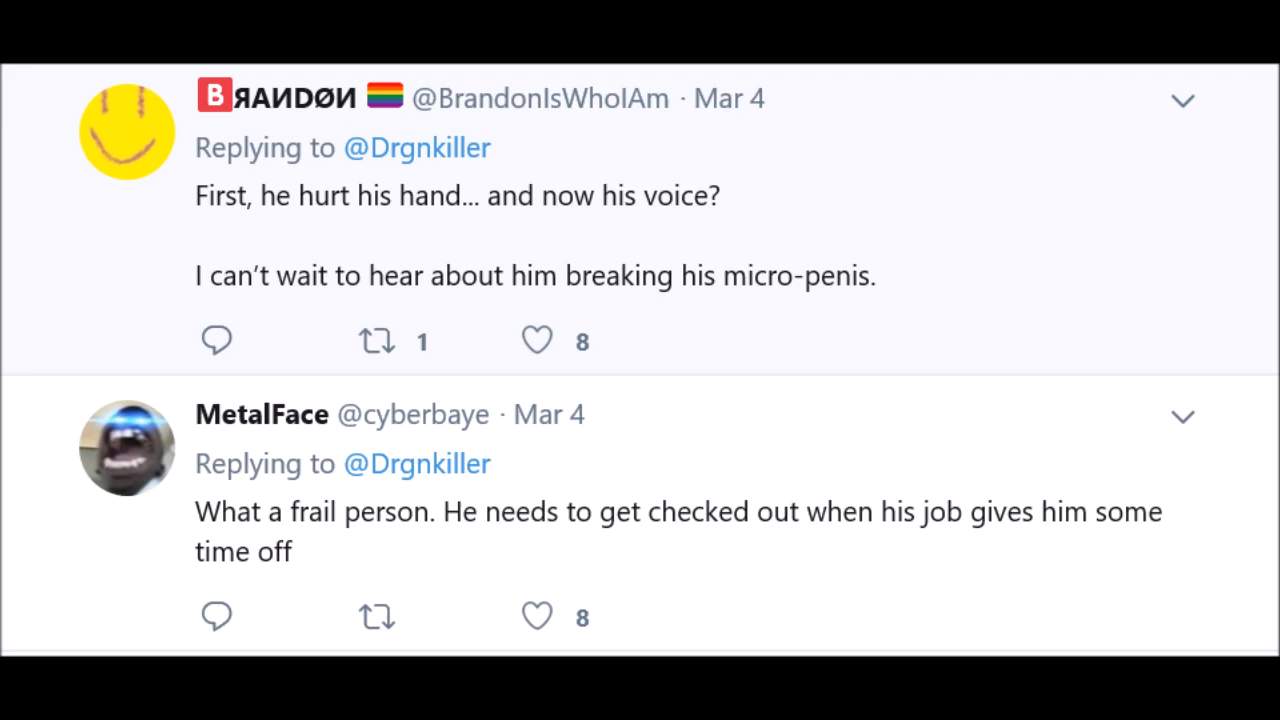 🅱ЯAИDØИ 🏳️‍🌈 @BrandonIsWhoIAm · Mar 4
Replying to @Drgnkiller
First, he hurt his hand... and now his voice?
I can't wait to hear about him breaking his micro-penis.
1 8
MetalFace @cyberbaye · Mar 4
Replying to @Drgnkiller
What a frail person. He needs to get checked out when his job gives him some
time off
8